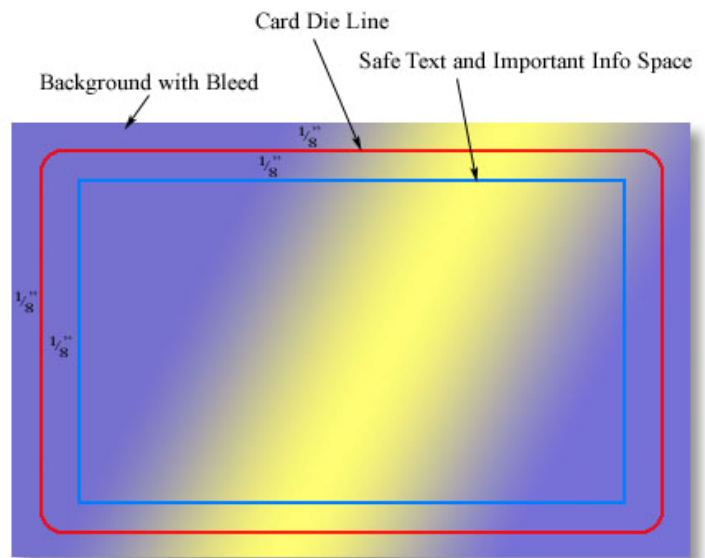 Card Die Line
Safe Text and Important Info Space
Background with Bleed
⅛"
⅛"
⅛"
⅛"